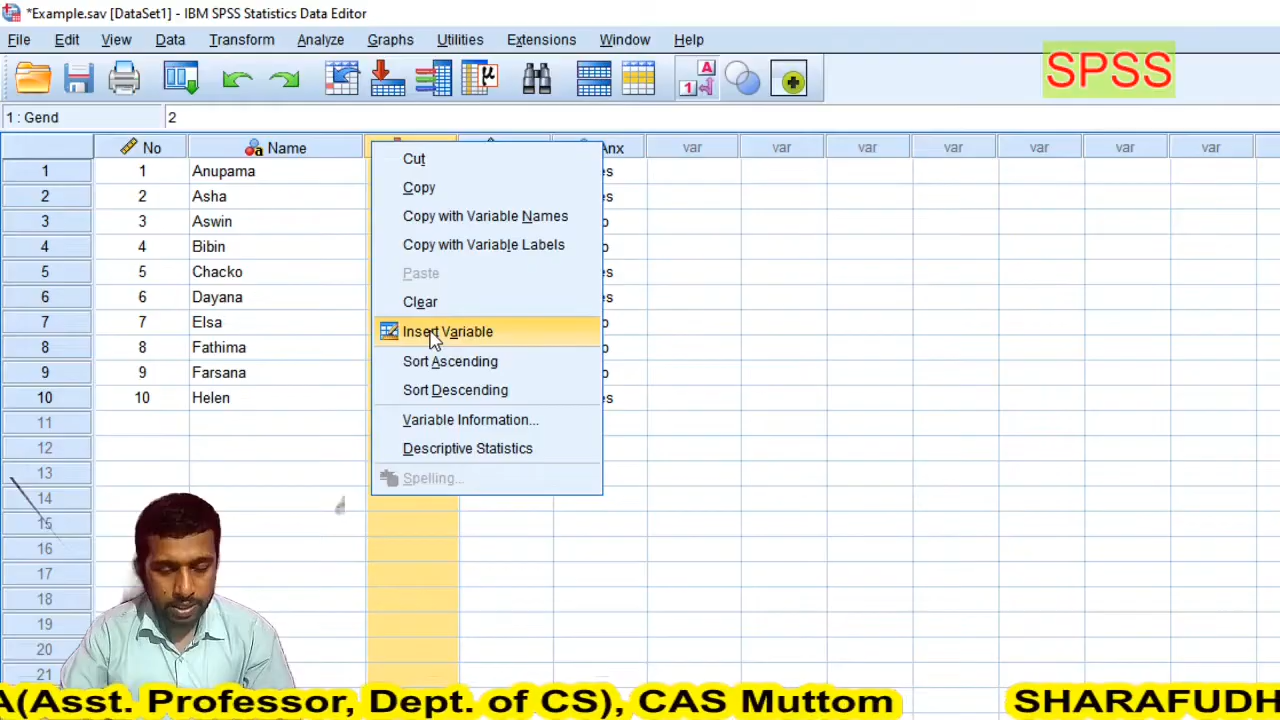 *Example.sav [DataSet1] - IBM SPSS Statistics Data Editor
File Edit View Data Transform Analyze Graphs Utilities Extensions Window Help
SPSS
1 : Gend 2
No Name Anx var var var var var var var
1 1 Anupama
2 2 Asha
3 3 Aswin
4 4 Bibin
5 5 Chacko
6 6 Dayana
7 7 Elsa
8 8 Fathima
9 9 Farsana
10 10 Helen
11
12
13
14
15
16
17
18
19
20
21
Cut
Copy
Copy with Variable Names
Copy with Variable Labels
Paste
Clear
Insert Variable
Sort Ascending
Sort Descending
Variable Information...
Descriptive Statistics
Spelling...
A(Asst. Professor, Dept. of CS), CAS Muttom SHARAFUDH